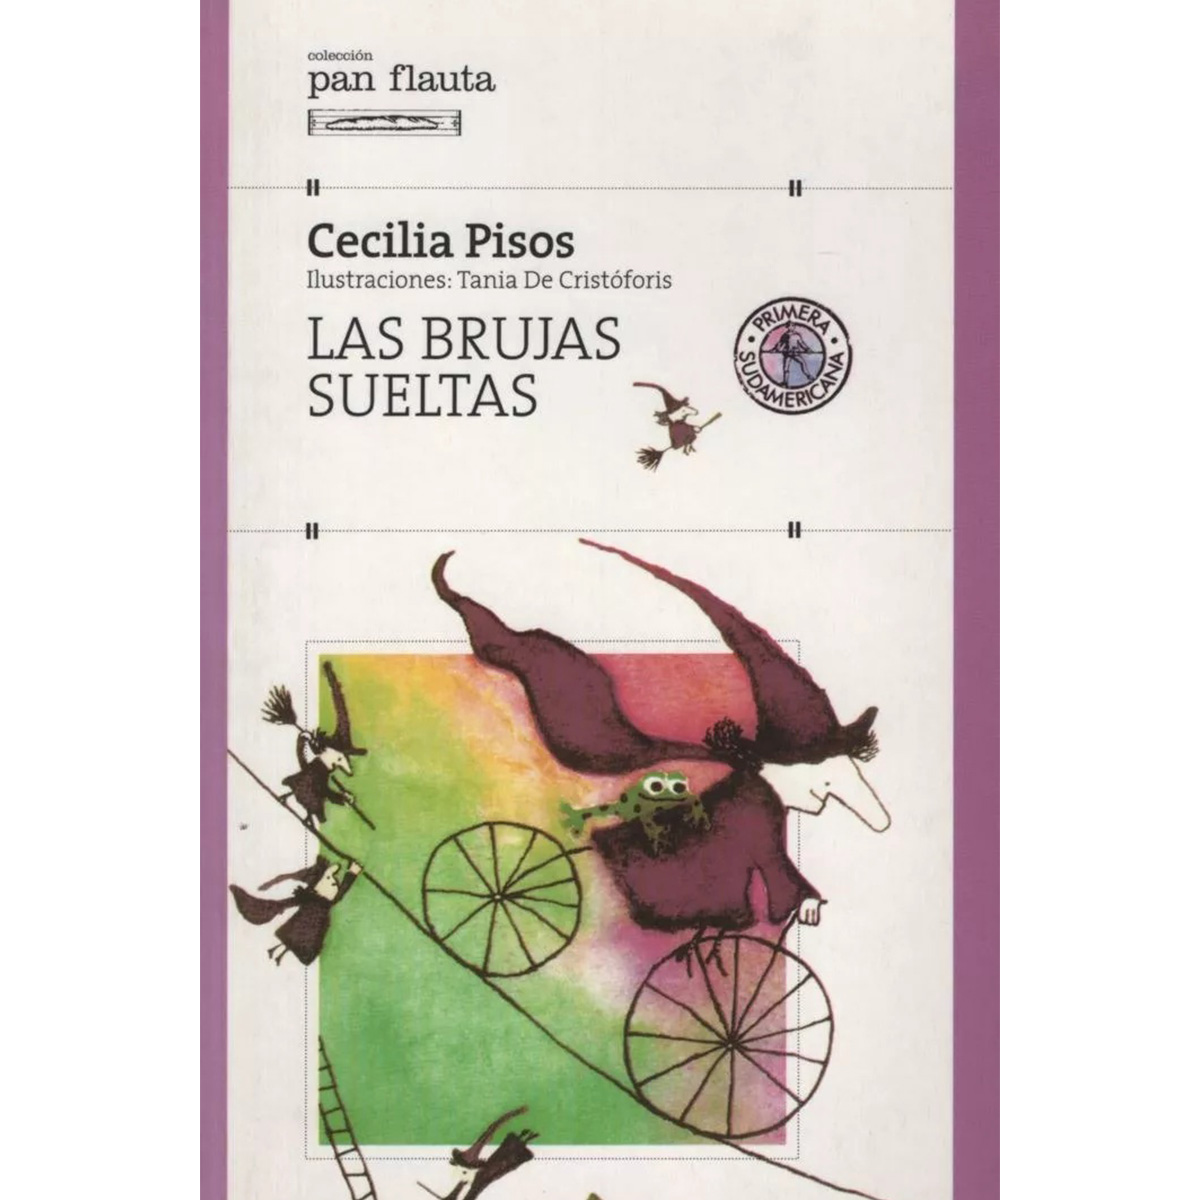 colección
pan flauta
Cecilia Pisos
Ilustraciones: Tania De Cristóforis
LAS BRUJAS
SUELTAS
PRIMERA
SUDAMERICANA